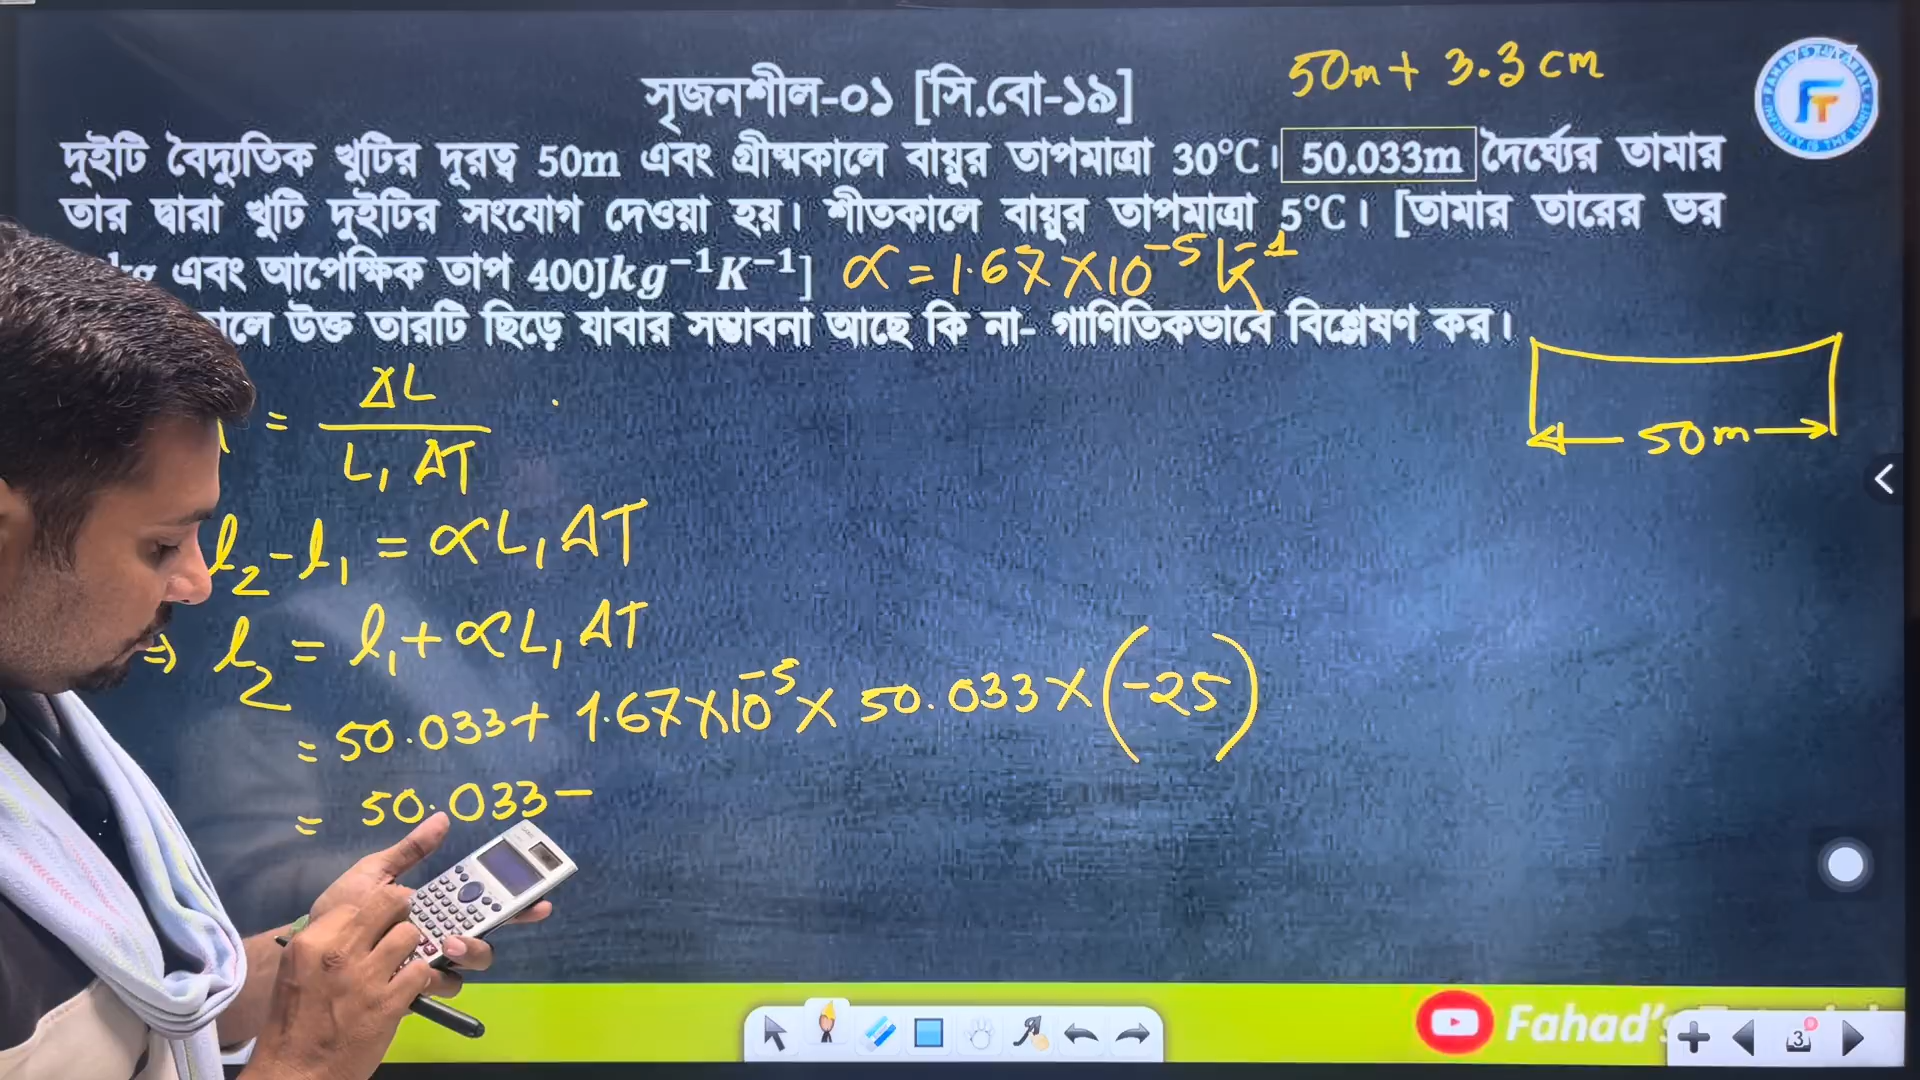 50m + 3.3 cm
সৃজনশীল-০১ [সি.বো-১৯]
দুইটি বৈদ্যুতিক খুটির দূরত্ব 50m এবং গ্রীষ্মকালে বায়ুর তাপমাত্রা 30°C। 50.033m দৈর্ঘ্যের তামার
তার দ্বারা খুটি দুইটির সংযোগ দেওয়া হয়। শীতকালে বায়ুর তাপমাত্রা 5°C। [তামার তারের ভর
kg এবং আপেক্ষিক তাপ 400Jkg⁻¹K⁻¹] α = 1.67 × 10⁻⁵ K⁻¹
উক্ত তারটি ছিড়ে যাবার সম্ভাবনা আছে কি না- গাণিতিকভাবে বিশ্লেষণ কর।
= ΔL / L₁ ΔT
50m
l₂ - l₁ = αL₁ΔT
⇒ l₂ = l₁ + αL₁ΔT
= 50.033 + 1.67×10⁻⁵ × 50.033 × (-25)
= 50.033 -
FT
Fahad's
3